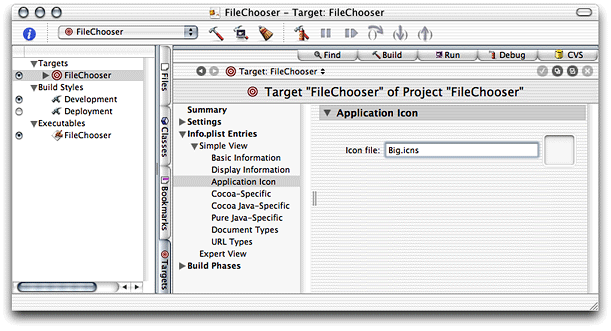 FileChooser – Target: FileChooser
FileChooser
Find
Build
Run
Debug
CVS
Targets
FileChooser
Build Styles
Development
Deployment
Executables
FileChooser
Files
Classes
Bookmarks
Targets
Target: FileChooser
Target "FileChooser" of Project "FileChooser"
Summary
Settings
Info.plist Entries
Simple View
Basic Information
Display Information
Application Icon
Cocoa-Specific
Cocoa Java-Specific
Pure Java-Specific
Document Types
URL Types
Expert View
Build Phases
Application Icon
Icon file: Big.icns